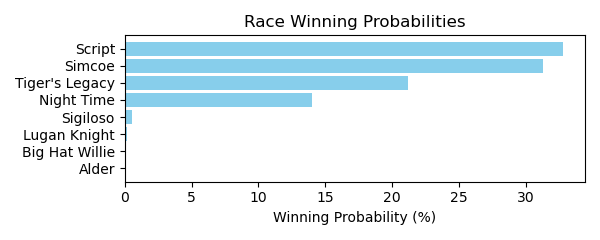 Race Winning Probabilities
Script
Simcoe
Tiger's Legacy
Night Time
Sigiloso
Lugan Knight
Big Hat Willie
Alder
0 5 10 15 20 25 30
Winning Probability (%)